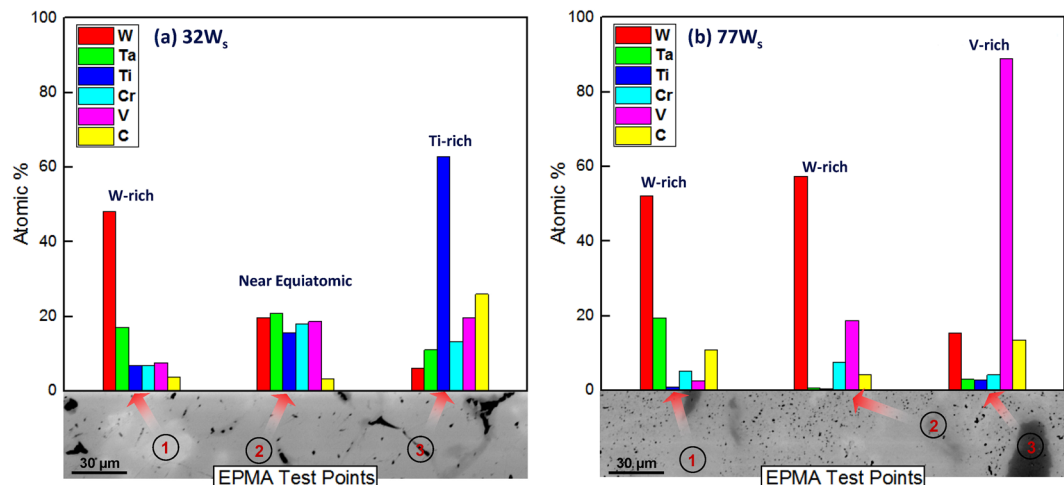 100
80
60
40
20
0
Atomic %
W
Ta
Ti
Cr
V
C
(a) 32Wₛ
W-rich
Near Equiatomic
Ti-rich
1
2
3
30 µm
EPMA Test Points
100
80
60
40
20
0
Atomic %
W
Ta
Ti
Cr
V
C
(b) 77Wₛ
V-rich
W-rich
W-rich
1
2
3
30 µm
EPMA Test Points